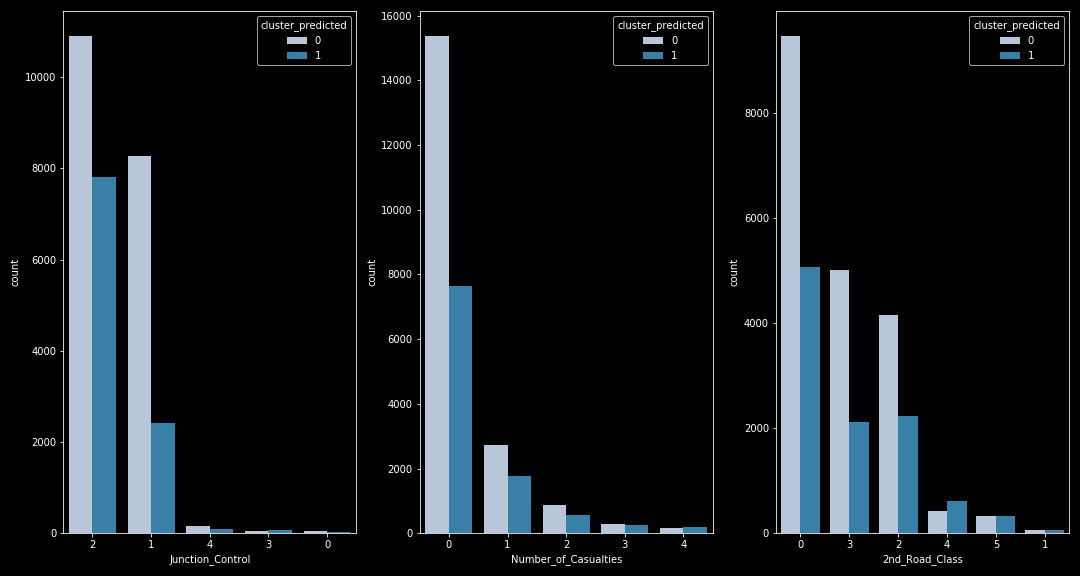 cluster_predicted
0
1
10000
8000
6000
4000
2000
0
count
2 1 4 3 0
Junction_Control
cluster_predicted
0
1
16000
14000
12000
10000
8000
6000
4000
2000
0
count
0 1 2 3 4
Number_of_Casualties
cluster_predicted
0
1
8000
6000
4000
2000
0
count
0 3 2 4 5 1
2nd_Road_Class